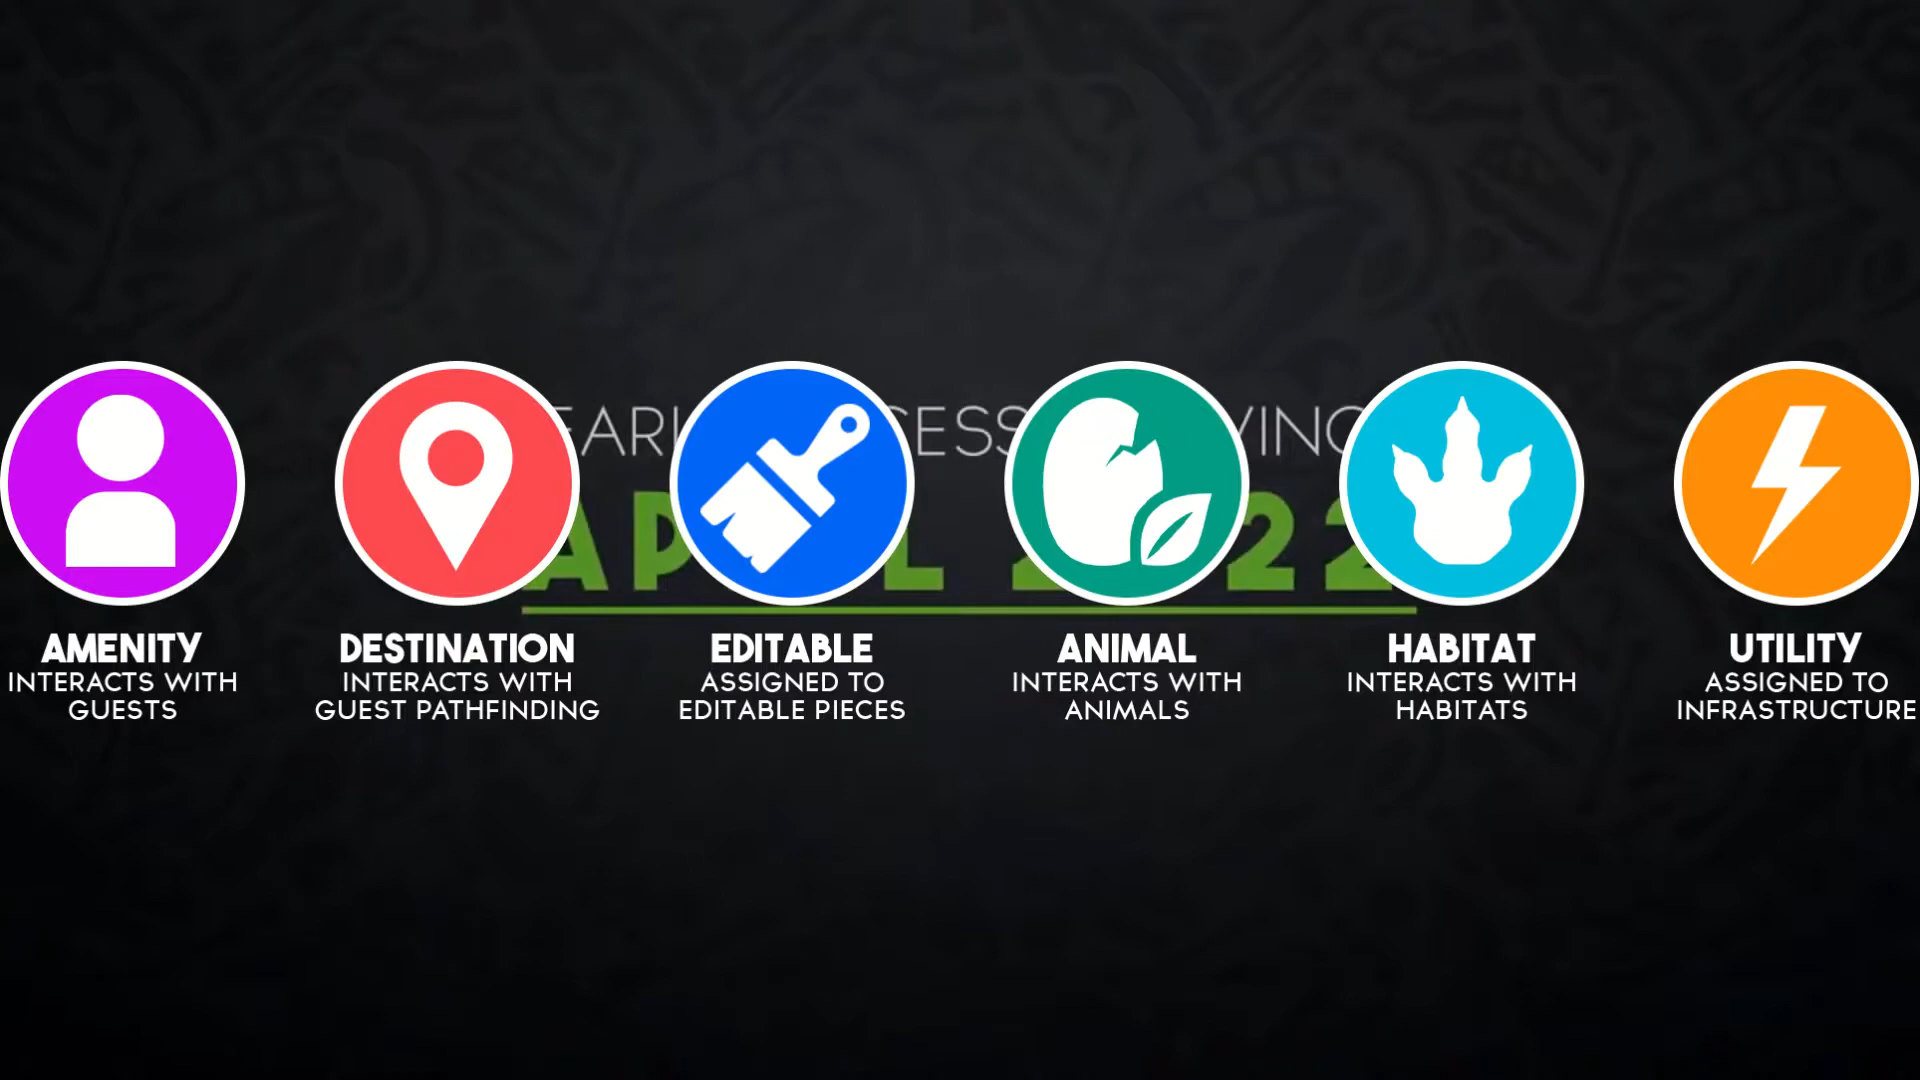 AMENITY
INTERACTS WITH
GUESTS
DESTINATION
INTERACTS WITH
GUEST PATHFINDING
EDITABLE
ASSIGNED TO
EDITABLE PIECES
ANIMAL
INTERACTS WITH
ANIMALS
HABITAT
INTERACTS WITH
HABITATS
UTILITY
ASSIGNED TO
INFRASTRUCTURE